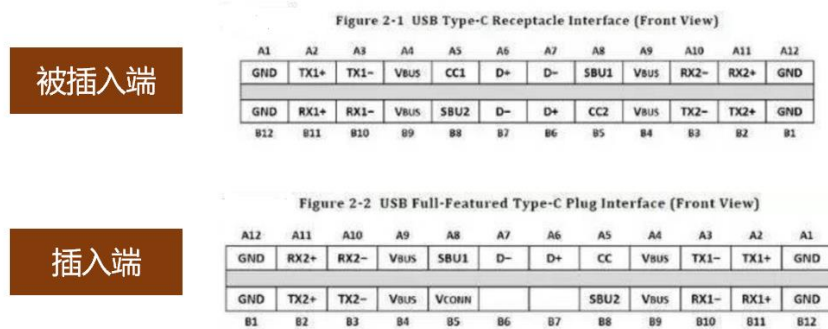 Figure 2-1 USB Type-C Receptacle Interface (Front View)
A1 A2 A3 A4 A5 A6 A7 A8 A9 A10 A11 A12
被插入端
GND TX1+ TX1− VBUS CC1 D+ D− SBU1 VBUS RX2− RX2+ GND
GND RX1+ RX1− VBUS SBU2 D− D+ CC2 VBUS TX2− TX2+ GND
B12 B11 B10 B9 B8 B7 B6 B5 B4 B3 B2 B1
Figure 2-2 USB Full-Featured Type-C Plug Interface (Front View)
A12 A11 A10 A9 A8 A7 A6 A5 A4 A3 A2 A1
插入端
GND RX2+ RX2− VBUS SBU1 D− D+ CC VBUS TX1− TX1+ GND
GND TX2+ TX2− VBUS VCONN SBU2 VBUS RX1− RX1+ GND
B1 B2 B3 B4 B5 B6 B7 B8 B9 B10 B11 B12